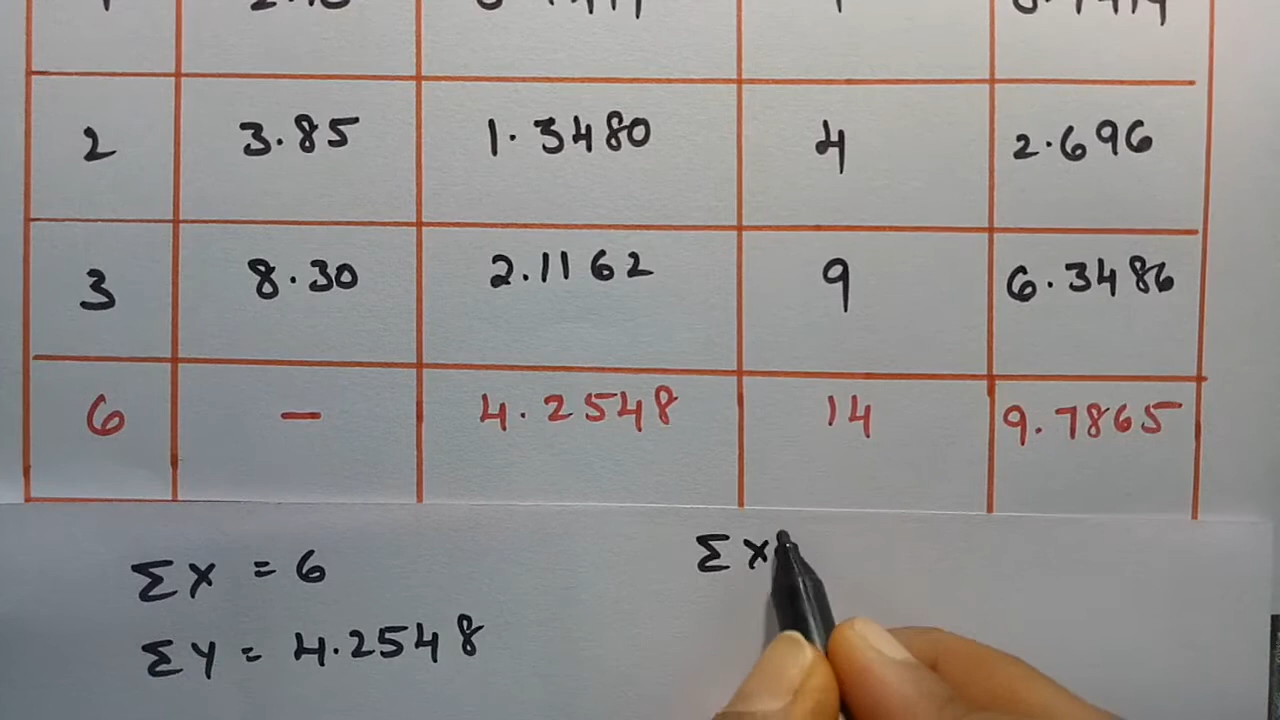 2 3.85 1.3480 4 2.696
3 8.30 2.1162 9 6.3486
6 - 4.2548 14 9.7865
Σx = 6
Σx
ΣY = 4.2548